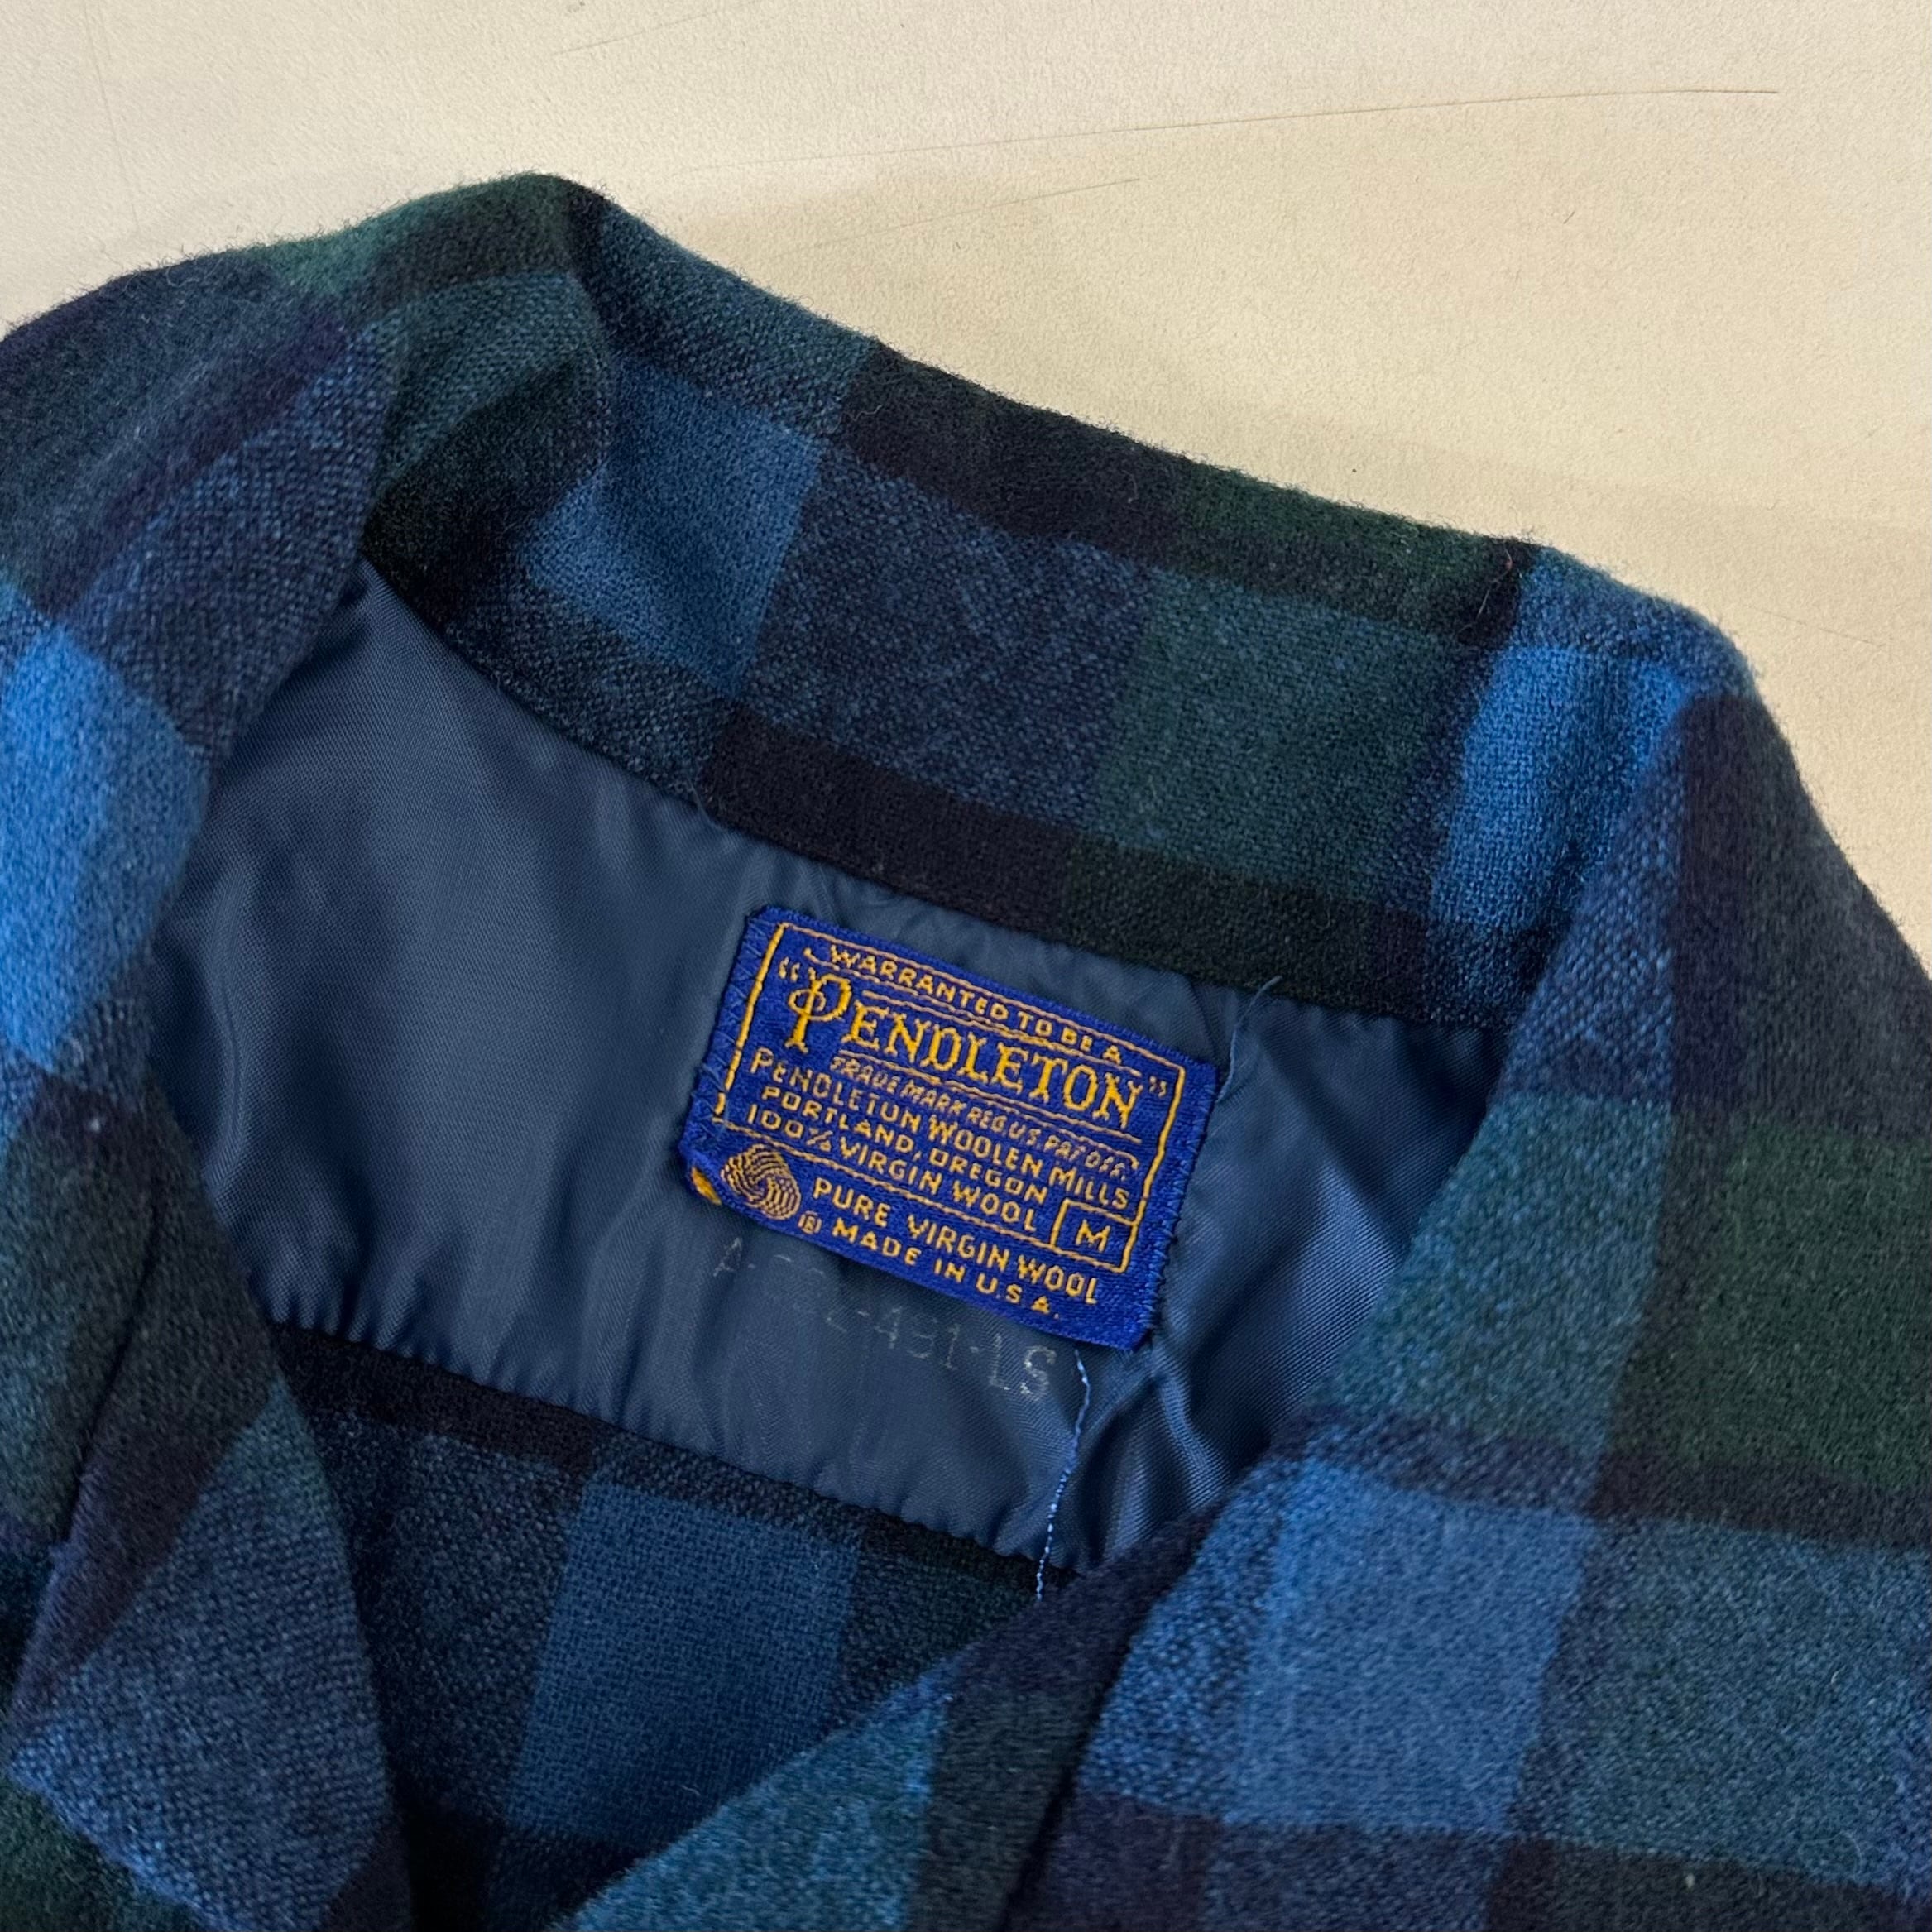 WARRANTED TO BE A
"PENDLETON"
TRADE MARK REG. U.S. PAT. OFF.
PENDLETON WOOLEN MILLS
PORTLAND, OREGON
100% VIRGIN WOOL
M
PURE VIRGIN WOOL
® MADE IN U.S.A.